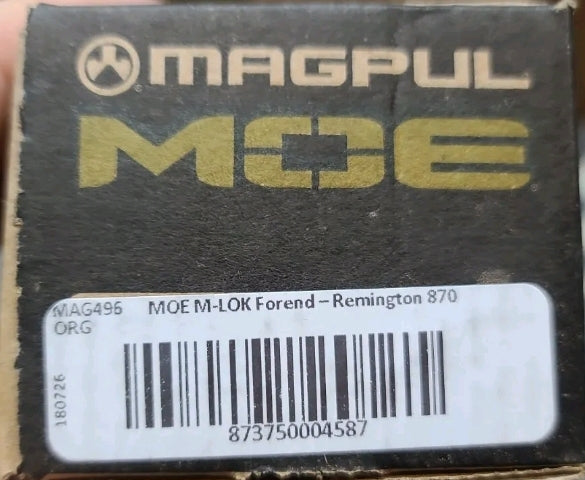 MAGPUL
MOE
MAG496 MOE M-LOK Forend – Remington 870
ORG
180726
873750004587